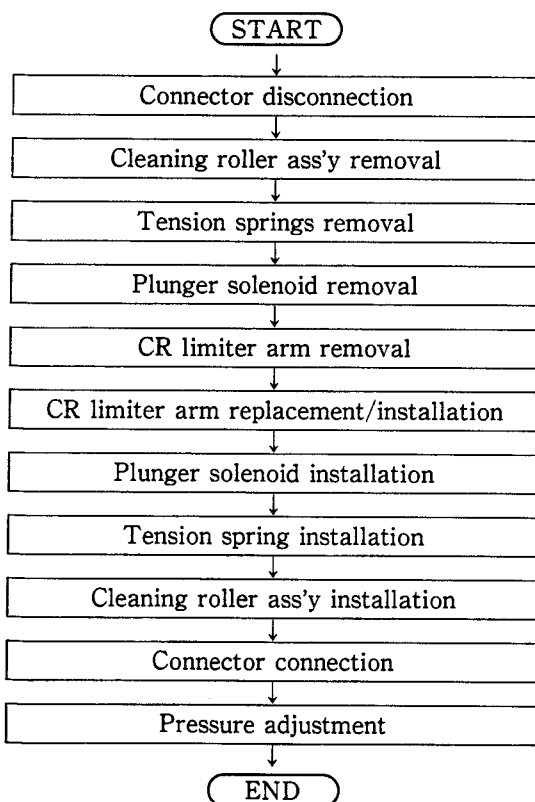 START
Connector disconnection
Cleaning roller ass'y removal
Tension springs removal
Plunger solenoid removal
CR limiter arm removal
CR limiter arm replacement/installation
Plunger solenoid installation
Tension spring installation
Cleaning roller ass'y installation
Connector connection
Pressure adjustment
END